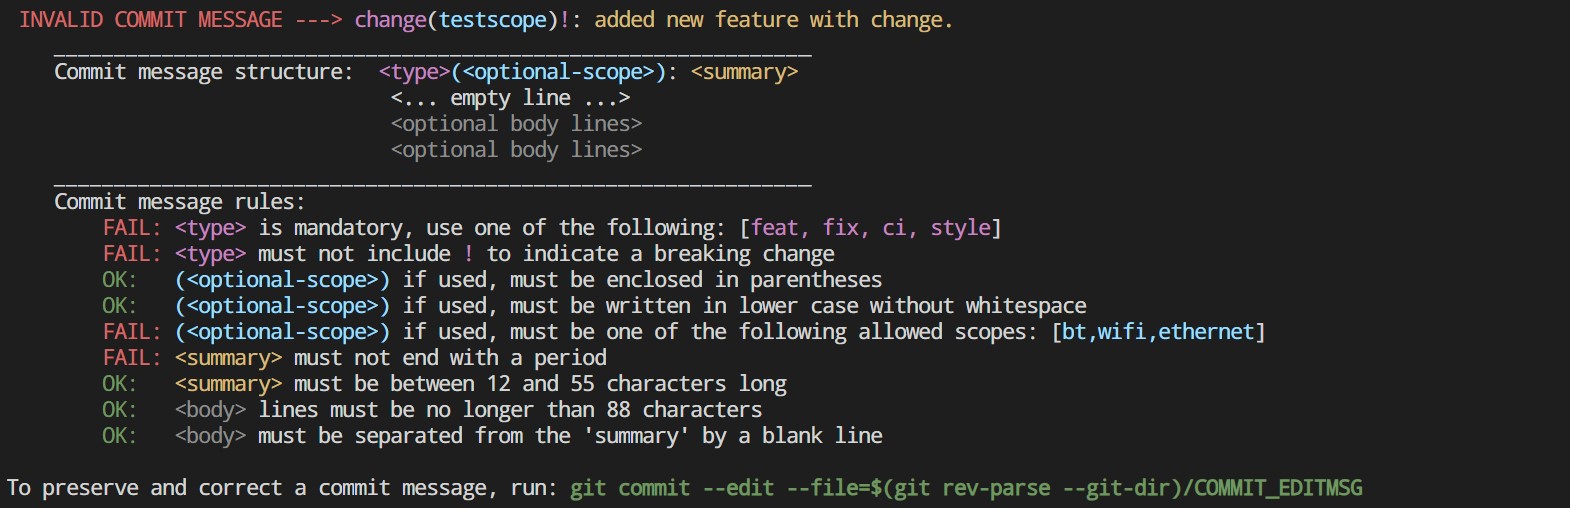 INVALID COMMIT MESSAGE ---> change(testscope)!: added new feature with change.
Commit message structure: <type>(<optional-scope>): <summary>
<... empty line ...>
<optional body lines>
<optional body lines>
Commit message rules:
FAIL: <type> is mandatory, use one of the following: [feat, fix, ci, style]
FAIL: <type> must not include ! to indicate a breaking change
OK: (<optional-scope>) if used, must be enclosed in parentheses
OK: (<optional-scope>) if used, must be written in lower case without whitespace
FAIL: (<optional-scope>) if used, must be one of the following allowed scopes: [bt,wifi,ethernet]
FAIL: <summary> must not end with a period
OK: <summary> must be between 12 and 55 characters long
OK: <body> lines must be no longer than 88 characters
OK: <body> must be separated from the 'summary' by a blank line
To preserve and correct a commit message, run: git commit --edit --file=$(git rev-parse --git-dir)/COMMIT_EDITMSG